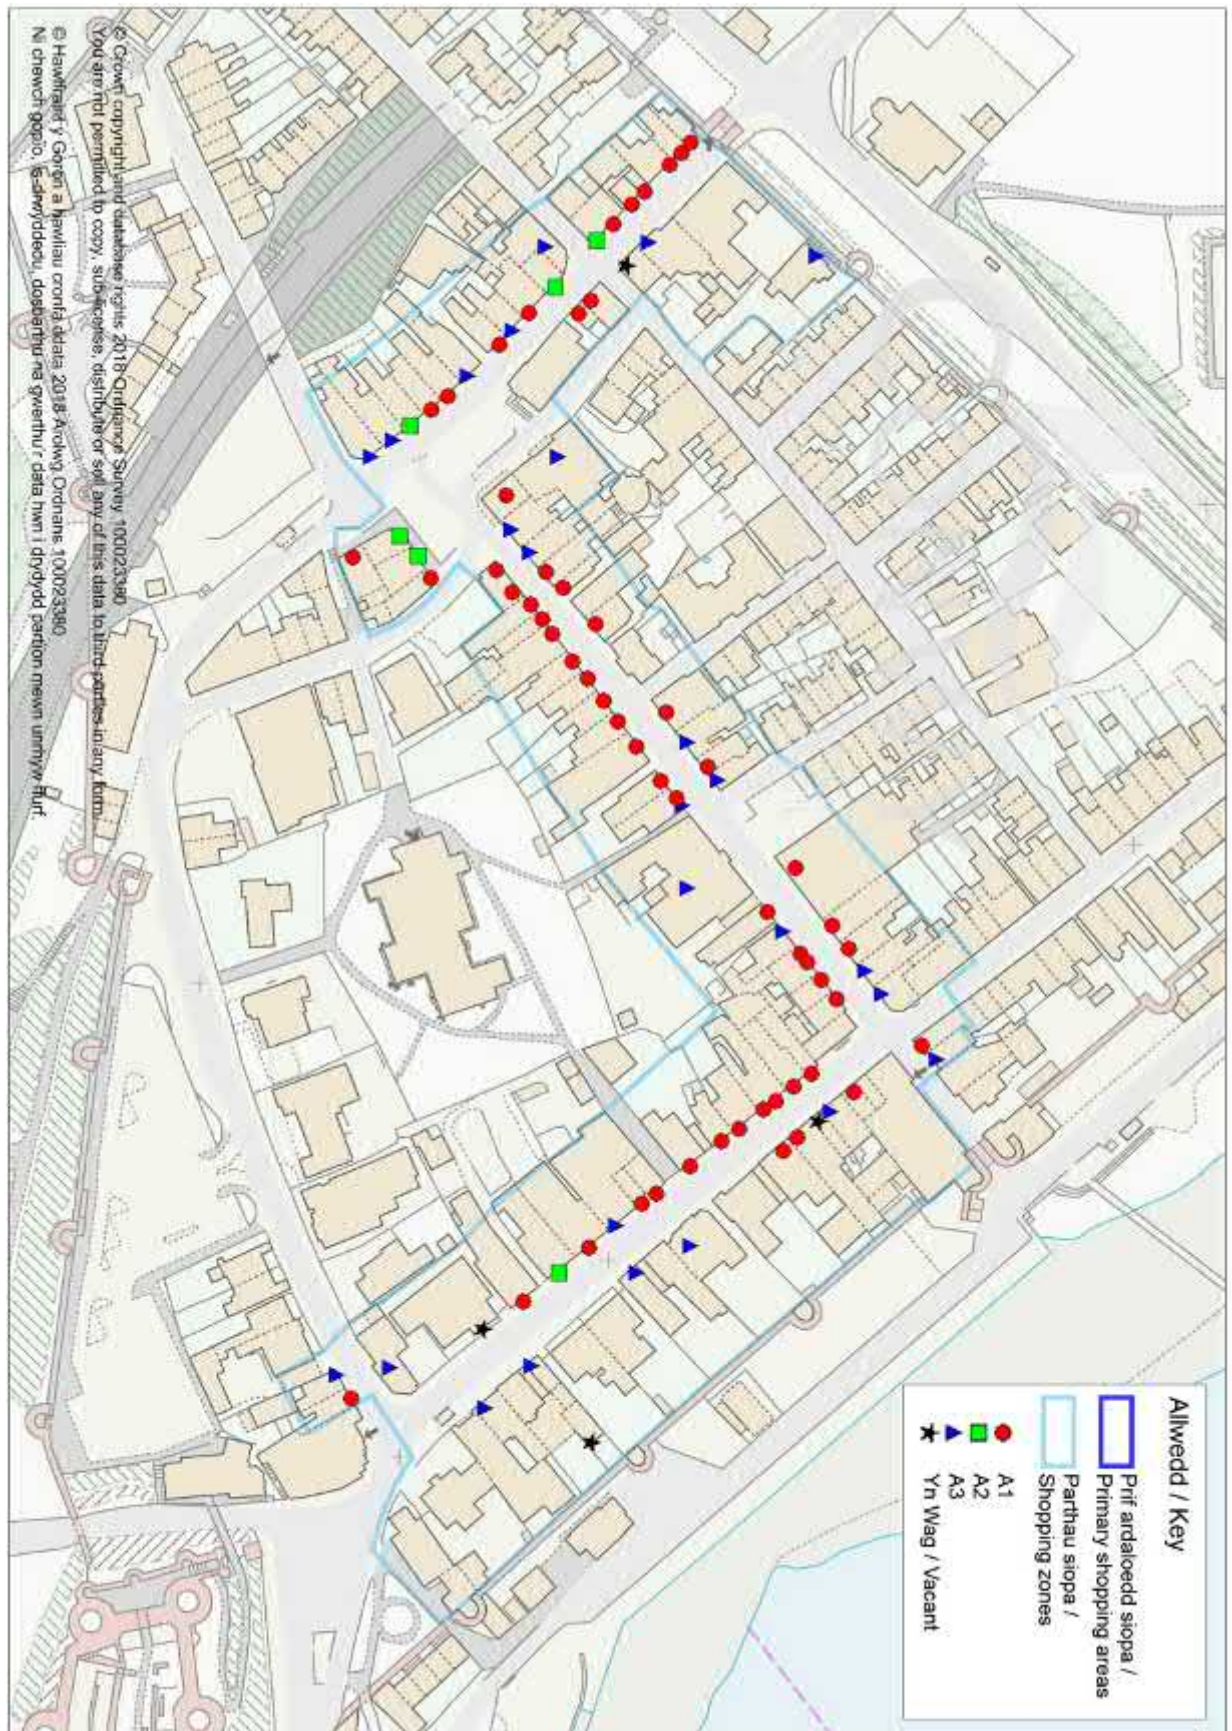 Allwedd / Key
Prif ardaloedd siopa /
Primary shopping areas
Parthau siopa /
Shopping zones
A1
A2
A3
Yn Wag / Vacant
© Crown copyright and database rights 2018 Ordnance Survey 100023380
You are not permitted to copy, sub-license, distribute or sell any of this data to third parties in any form.
© Hawlfraint y Goron a hawliau cronfa ddata 2018 Arolwg Ordnans 100023380
Ni chewch gopïo, is-drwyddedu, dosbarthu na gwerthu'r data hwn i drydydd partïon mewn unrhyw ffurf.